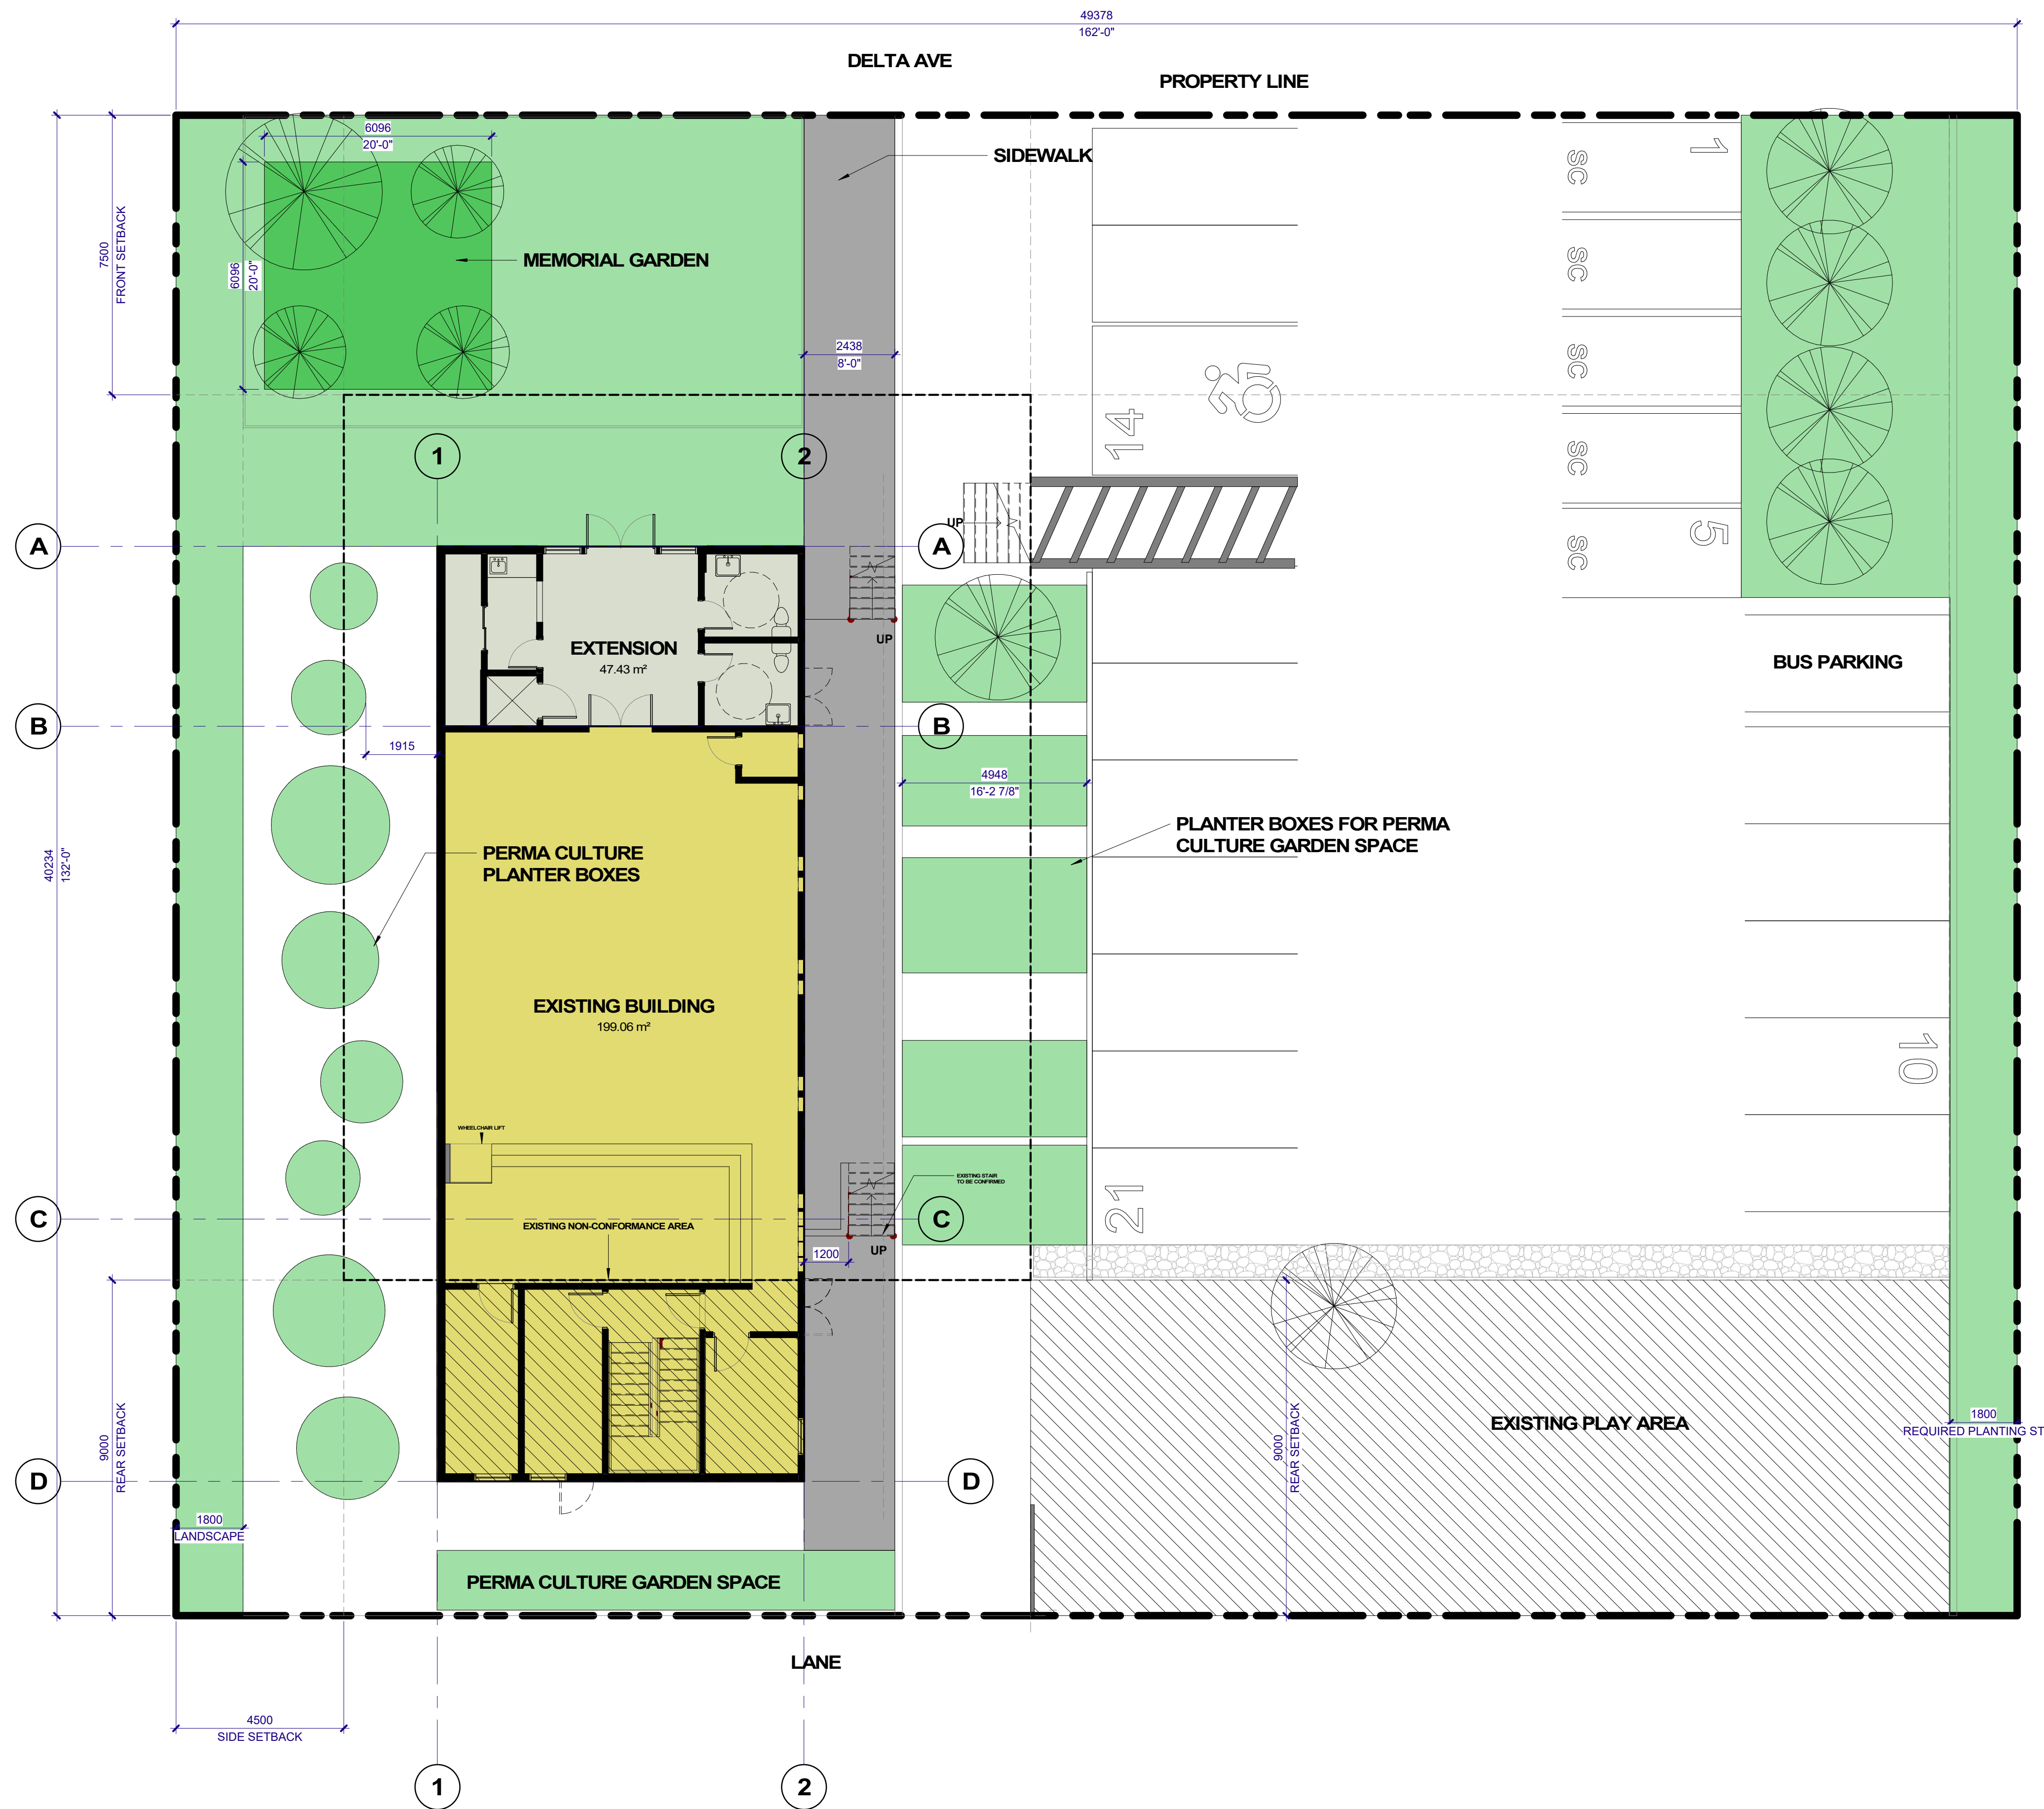 49378
162'-0"
DELTA AVE
PROPERTY LINE
6096
20'-0"
SIDEWALK
1
SC
7500
FRONT SETBACK
6096
20'-0"
MEMORIAL GARDEN
SC
2438
8'-0"
SC
14
1
2
SC
UP
5
A
A
SC
UP
EXTENSION
47.43 m²
BUS PARKING
B
B
1915
4948
16'-2 7/8"
PLANTER BOXES FOR PERMA
CULTURE GARDEN SPACE
40234
132'-0"
PERMA CULTURE
PLANTER BOXES
EXISTING BUILDING
199.06 m²
10
WHEELCHAIR LIFT
EXISTING STAIR
TO BE CONFIRMED
21
C
C
EXISTING NON-CONFORMANCE AREA
UP
1200
9000
REAR SETBACK
9000
REAR SETBACK
EXISTING PLAY AREA
1800
REQUIRED PLANTING ST
D
D
1800
LANDSCAPE
PERMA CULTURE GARDEN SPACE
LANE
4500
SIDE SETBACK
1
2